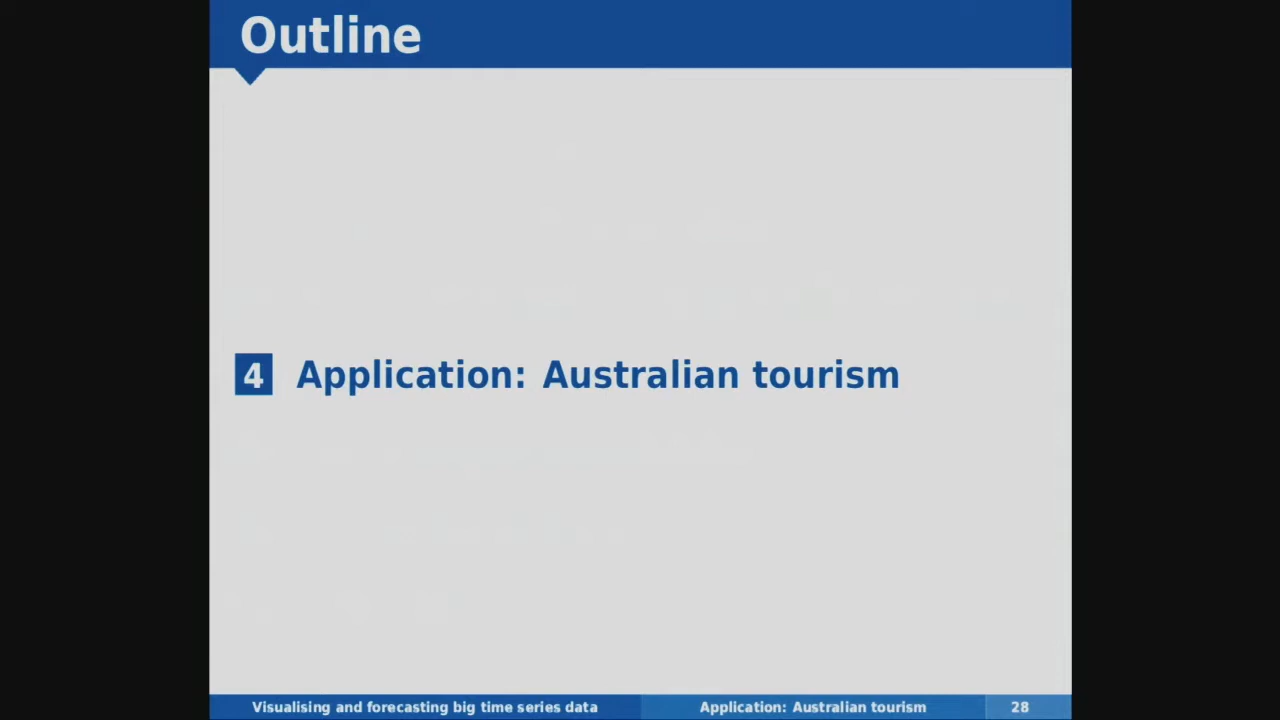 Outline
4 Application: Australian tourism
Visualising and forecasting big time series data Application: Australian tourism 28